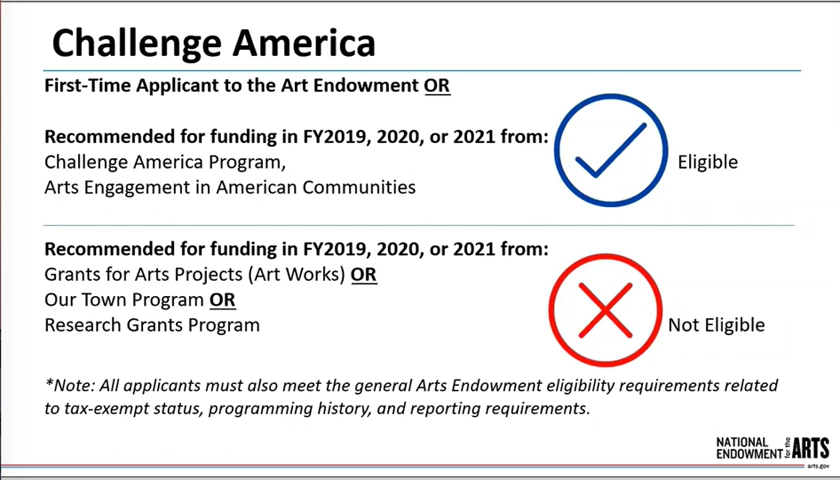 Challenge America
First-Time Applicant to the Art Endowment OR
Recommended for funding in FY2019, 2020, or 2021 from:
Challenge America Program,
Arts Engagement in American Communities
Eligible
Recommended for funding in FY2019, 2020, or 2021 from:
Grants for Arts Projects (Art Works) OR
Our Town Program OR
Research Grants Program
Not Eligible
*Note: All applicants must also meet the general Arts Endowment eligibility requirements related
to tax-exempt status, programming history, and reporting requirements.
NATIONAL
ENDOWMENT for the ARTS
arts.gov